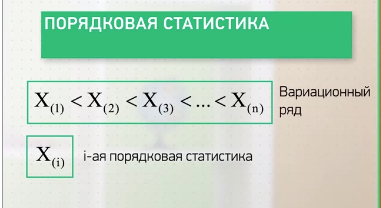 ПОРЯДКОВАЯ СТАТИСТИКА
X(1) < X(2) < X(3) < ... < X(n)
Вариационный
ряд
X(i)
i-ая порядковая статистика